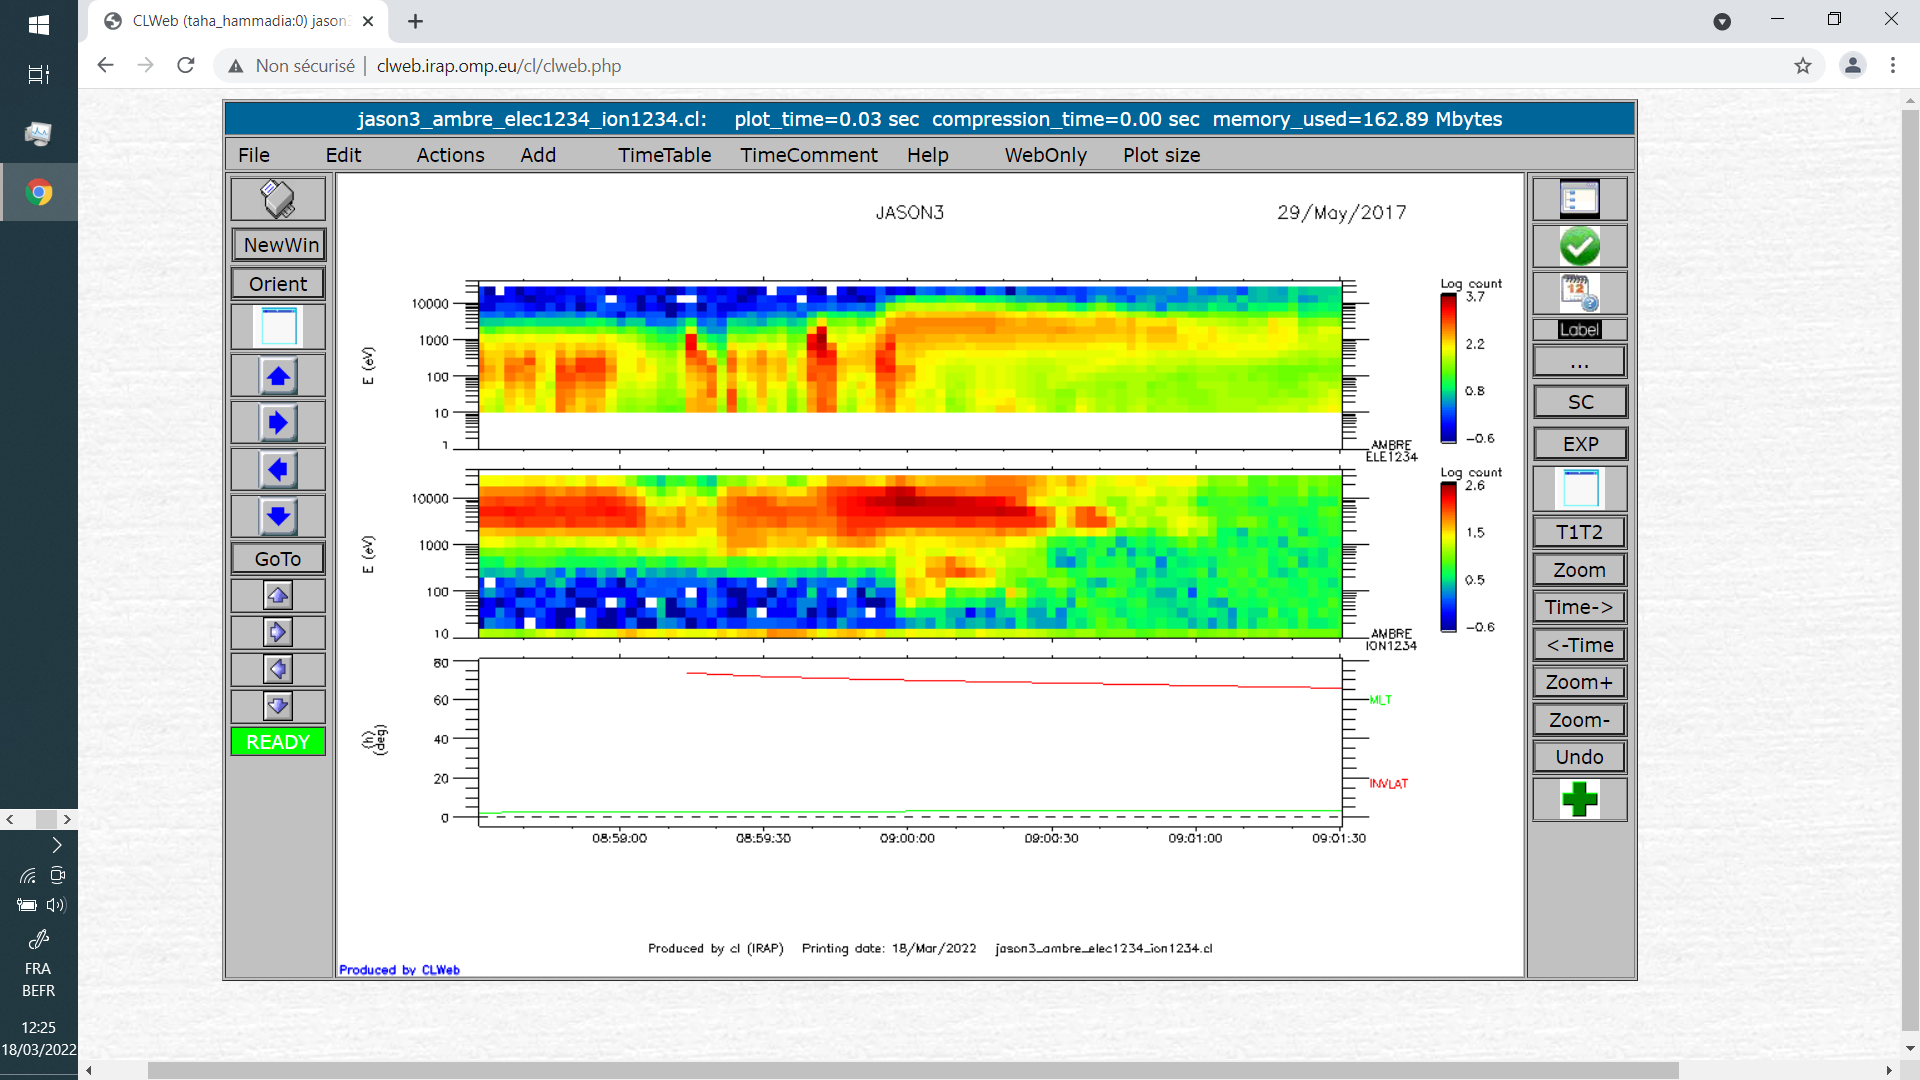 CLWeb (taha_hammadia:0) jason3
Non sécurisé | clweb.irap.omp.eu/cl/clweb.php
jason3_ambre_elec1234_ion1234.cl: plot_time=0.03 sec compression_time=0.00 sec memory_used=162.89 Mbytes
File Edit Actions Add TimeTable TimeComment Help WebOnly Plot size
NewWin
Orient
GoTo
READY
JASON3 29/May/2017
10000
1000
100
10
1
E (eV)
Log count
3.7
2.2
0.8
-0.6
AMBRE
ELE1234
10000
1000
100
10
E (eV)
Log count
2.6
1.5
0.5
-0.6
AMBRE
ION1234
80
60
40
20
0
(h)
(deg)
MLT
INVLAT
08:59:00 08:59:30 09:00:00 09:00:30 09:01:00 09:01:30
Produced by cl (IRAP) Printing date: 18/Mar/2022 jason3_ambre_elec1234_ion1234.cl
Produced by CLWeb
12
Label
...
SC
EXP
T1T2
Zoom
Time->
<-Time
Zoom+
Zoom-
Undo
FRA
BEFR
12:25
18/03/2022